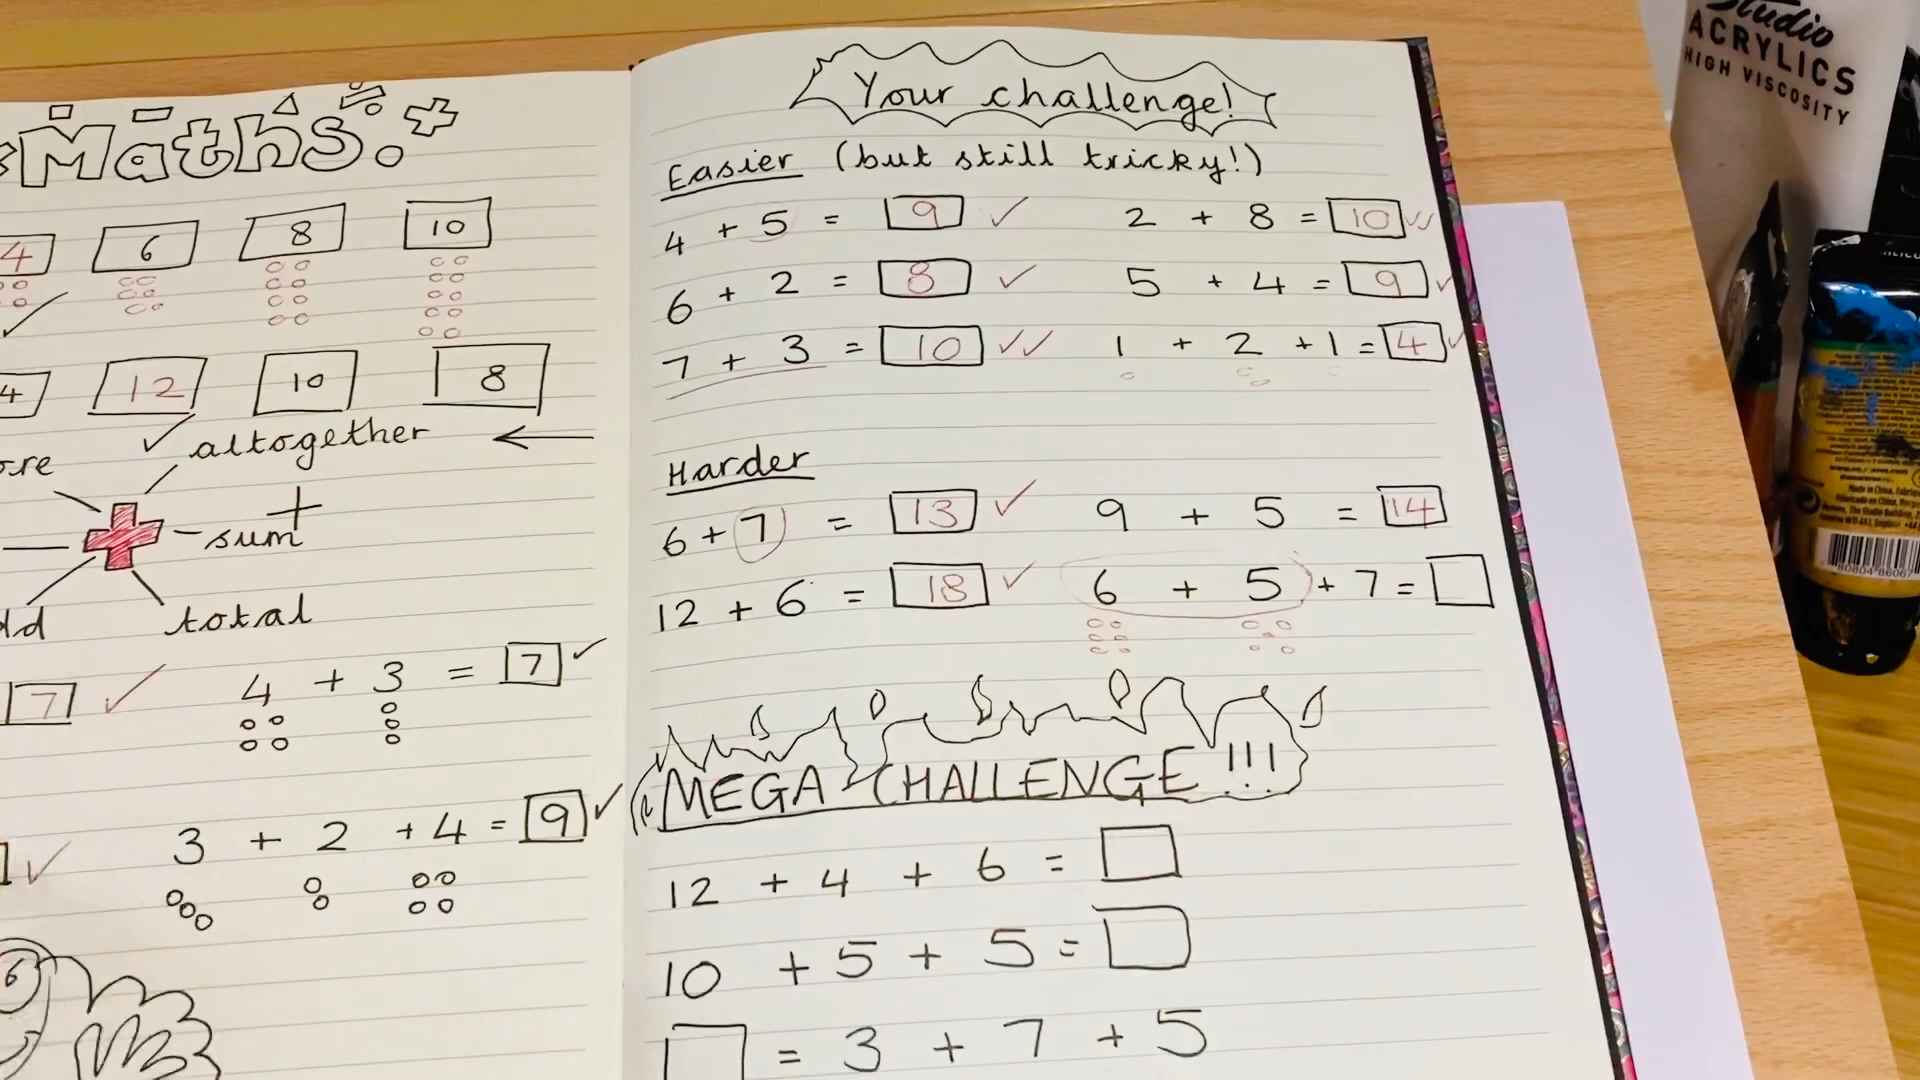 Maths.
4 6 8 10
4 12 10 8
altogether
sum
total
7 4 + 3 = 7
3 + 2 + 4 = 9
Your challenge!
Easier (but still tricky!)
4 + 5 = 9 2 + 8 = 10
6 + 2 = 8 5 + 4 = 9
7 + 3 = 10 1 + 2 + 1 = 4
Harder
6 + 7 = 13 9 + 5 = 14
12 + 6 = 18 6 + 5 + 7 =
MEGA CHALLENGE!!!
12 + 4 + 6 =
10 + 5 + 5 =
= 3 + 7 + 5
Studio
ACRYLICS
HIGH VISCOSITY